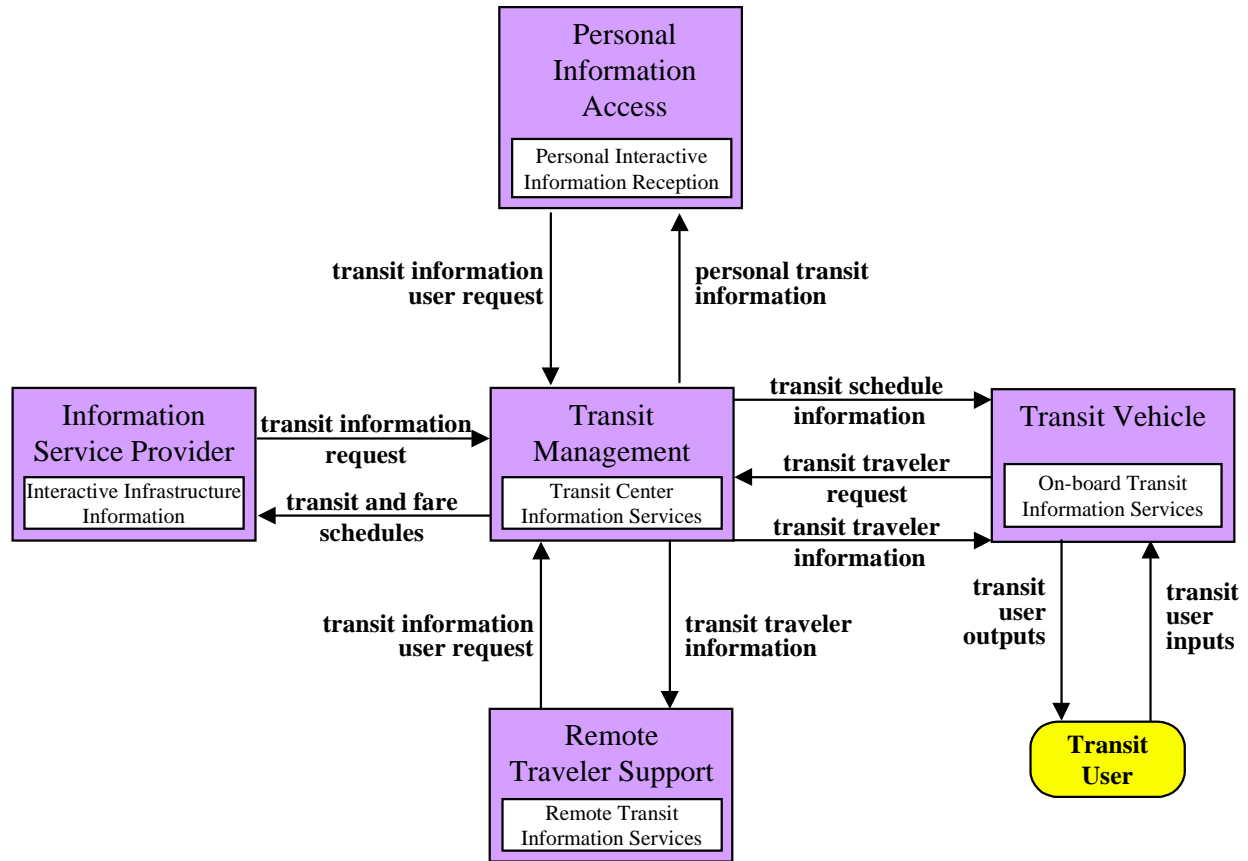 Personal
Information
Access
Personal Interactive
Information Reception
transit information
user request
personal transit
information
Information
Service Provider
Interactive Infrastructure
Information
transit information
request
transit and fare
schedules
Transit
Management
Transit Center
Information Services
transit schedule
information
transit traveler
request
transit traveler
information
Transit Vehicle
On-board Transit
Information Services
transit information
user request
transit traveler
information
transit
user
outputs
transit
user
inputs
Remote
Traveler Support
Remote Transit
Information Services
Transit
User